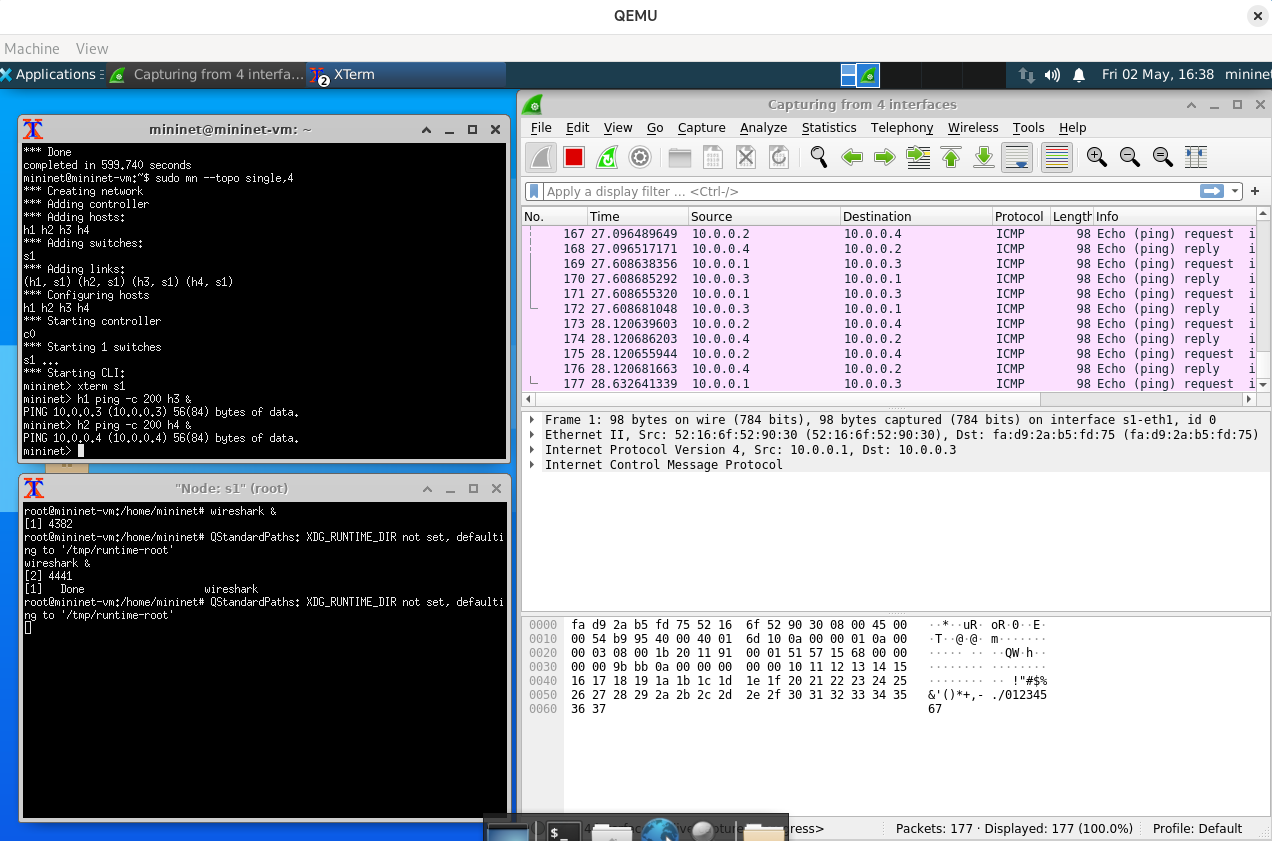 QEMU
Machine View
Applications Capturing from 4 interfa... 2 XTerm Fri 02 May, 16:38 minine
mininet@mininet-vm: ~
*** Done
completed in 599.740 seconds
mininet@mininet-vm:~$ sudo mn --topo single,4
*** Creating network
*** Adding controller
*** Adding hosts:
h1 h2 h3 h4
*** Adding switches:
s1
*** Adding links:
(h1, s1) (h2, s1) (h3, s1) (h4, s1)
*** Configuring hosts
h1 h2 h3 h4
*** Starting controller
c0
*** Starting 1 switches
s1 ...
*** Starting CLI:
mininet> xterm s1
mininet> h1 ping -c 200 h3 &
PING 10.0.0.3 (10.0.0.3) 56(84) bytes of data.
mininet> h2 ping -c 200 h4 &
PING 10.0.0.4 (10.0.0.4) 56(84) bytes of data.
mininet>
"Node: s1" (root)
root@mininet-vm:/home/mininet# wireshark &
[1] 4382
root@mininet-vm:/home/mininet# QStandardPaths: XDG_RUNTIME_DIR not set, defaulti
ng to '/tmp/runtime-root'
wireshark &
[2] 4441
[1] Done wireshark
root@mininet-vm:/home/mininet# QStandardPaths: XDG_RUNTIME_DIR not set, defaulti
ng to '/tmp/runtime-root'
Capturing from 4 interfaces
File Edit View Go Capture Analyze Statistics Telephony Wireless Tools Help
Apply a display filter ... <Ctrl-/>
No. Time Source Destination Protocol Length Info
167 27.096489649 10.0.0.2 10.0.0.4 ICMP 98 Echo (ping) request i
168 27.096517171 10.0.0.4 10.0.0.2 ICMP 98 Echo (ping) reply i
169 27.608638356 10.0.0.1 10.0.0.3 ICMP 98 Echo (ping) request i
170 27.608685292 10.0.0.3 10.0.0.1 ICMP 98 Echo (ping) reply i
171 27.608655320 10.0.0.1 10.0.0.3 ICMP 98 Echo (ping) request i
172 27.608681048 10.0.0.3 10.0.0.1 ICMP 98 Echo (ping) reply i
173 28.120639603 10.0.0.2 10.0.0.4 ICMP 98 Echo (ping) request i
174 28.120686203 10.0.0.4 10.0.0.2 ICMP 98 Echo (ping) reply i
175 28.120655944 10.0.0.2 10.0.0.4 ICMP 98 Echo (ping) request i
176 28.120681663 10.0.0.4 10.0.0.2 ICMP 98 Echo (ping) reply i
177 28.632641339 10.0.0.1 10.0.0.3 ICMP 98 Echo (ping) request i
Frame 1: 98 bytes on wire (784 bits), 98 bytes captured (784 bits) on interface s1-eth1, id 0
Ethernet II, Src: 52:16:6f:52:90:30 (52:16:6f:52:90:30), Dst: fa:d9:2a:b5:fd:75 (fa:d9:2a:b5:fd:75)
Internet Protocol Version 4, Src: 10.0.0.1, Dst: 10.0.0.3
Internet Control Message Protocol
0000 fa d9 2a b5 fd 75 52 16 6f 52 90 30 08 00 45 00 ··*··uR· oR·0··E·
0010 00 54 b9 95 40 00 40 01 6d 10 0a 00 00 01 0a 00 ·T··@·@· m·······
0020 00 03 08 00 1b 20 11 91 00 01 51 57 15 68 00 00 ····· ·· ··QW·h··
0030 00 00 9b bb 0a 00 00 00 00 00 10 11 12 13 14 15 ········ ········
0040 16 17 18 19 1a 1b 1c 1d 1e 1f 20 21 22 23 24 25 ········ ·· !"#$%
0050 26 27 28 29 2a 2b 2c 2d 2e 2f 30 31 32 33 34 35 &'()*+,- ./012345
0060 36 37 67
$_ Packets: 177 · Displayed: 177 (100.0%) Profile: Default